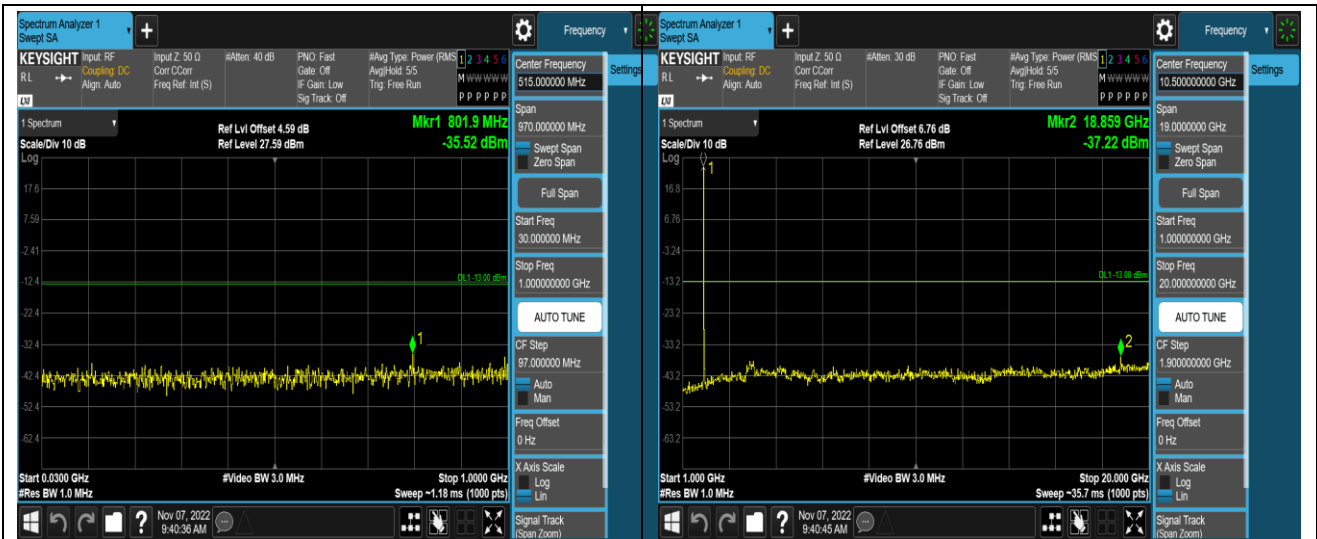 Spectrum Analyzer 1
Swept SA
Frequency
KEYSIGHT
Input: RF
Coupling: DC
Align: Auto
Input Z: 50 Ω
Corr CCorr
Freq Ref: Int (S)
#Atten: 40 dB
PNO: Fast
Gate: Off
IF Gain: Low
Sig Track: Off
#Avg Type: Power (RMS
Avg|Hold: 5/5
Trig: Free Run
1 2 3 4 5 6
M W W W W W
P P P P P P
RL
LXI
1 Spectrum
Scale/Div 10 dB
Log
Ref Lvl Offset 4.59 dB
Ref Level 27.59 dBm
Mkr1 801.9 MHz
-35.52 dBm
17.6
7.59
-2.41
-12.4
-22.4
-32.4
-42.4
-52.4
-62.4
DL1 -13.00 dBm
1
Start 0.0300 GHz
#Res BW 1.0 MHz
#Video BW 3.0 MHz
Stop 1.0000 GHz
Sweep ~1.18 ms (1000 pts)
Nov 07, 2022
9:40:36 AM
Center Frequency
515.000000 MHz
Span
970.000000 MHz
Swept Span
Zero Span
Full Span
Start Freq
30.000000 MHz
Stop Freq
1.000000000 GHz
AUTO TUNE
CF Step
97.000000 MHz
Auto
Man
Freq Offset
0 Hz
X Axis Scale
Log
Lin
Signal Track
(Span Zoom)
Settings
Spectrum Analyzer 1
Swept SA
Frequency
KEYSIGHT
Input: RF
Coupling: DC
Align: Auto
Input Z: 50 Ω
Corr CCorr
Freq Ref: Int (S)
#Atten: 30 dB
PNO: Fast
Gate: Off
IF Gain: Low
Sig Track: Off
#Avg Type: Power (RMS
Avg|Hold: 5/5
Trig: Free Run
1 2 3 4 5 6
M W W W W W
P P P P P P
RL
LXI
1 Spectrum
Scale/Div 10 dB
Log
Ref Lvl Offset 6.76 dB
Ref Level 26.76 dBm
Mkr2 18.859 GHz
-37.22 dBm
1
16.8
6.76
-3.24
-13.2
-23.2
-33.2
-43.2
-53.2
-63.2
DL1 -13.00 dBm
2
Start 1.000 GHz
#Res BW 1.0 MHz
#Video BW 3.0 MHz
Stop 20.000 GHz
Sweep ~35.7 ms (1000 pts)
Nov 07, 2022
9:40:45 AM
Center Frequency
10.500000000 GHz
Span
19.0000000 GHz
Swept Span
Zero Span
Full Span
Start Freq
1.000000000 GHz
Stop Freq
20.000000000 GHz
AUTO TUNE
CF Step
1.900000000 GHz
Auto
Man
Freq Offset
0 Hz
X Axis Scale
Log
Lin
Signal Track
(Span Zoom)
Settings